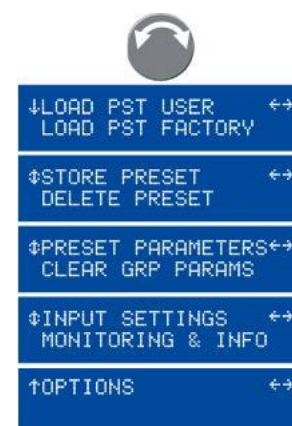 ↓LOAD PST USER ↔
LOAD PST FACTORY
↕STORE PRESET ↔
DELETE PRESET
↕PRESET PARAMETERS↔
CLEAR GRP PARAMS
↕INPUT SETTINGS ↔
MONITORING & INFO
↑OPTIONS ↔